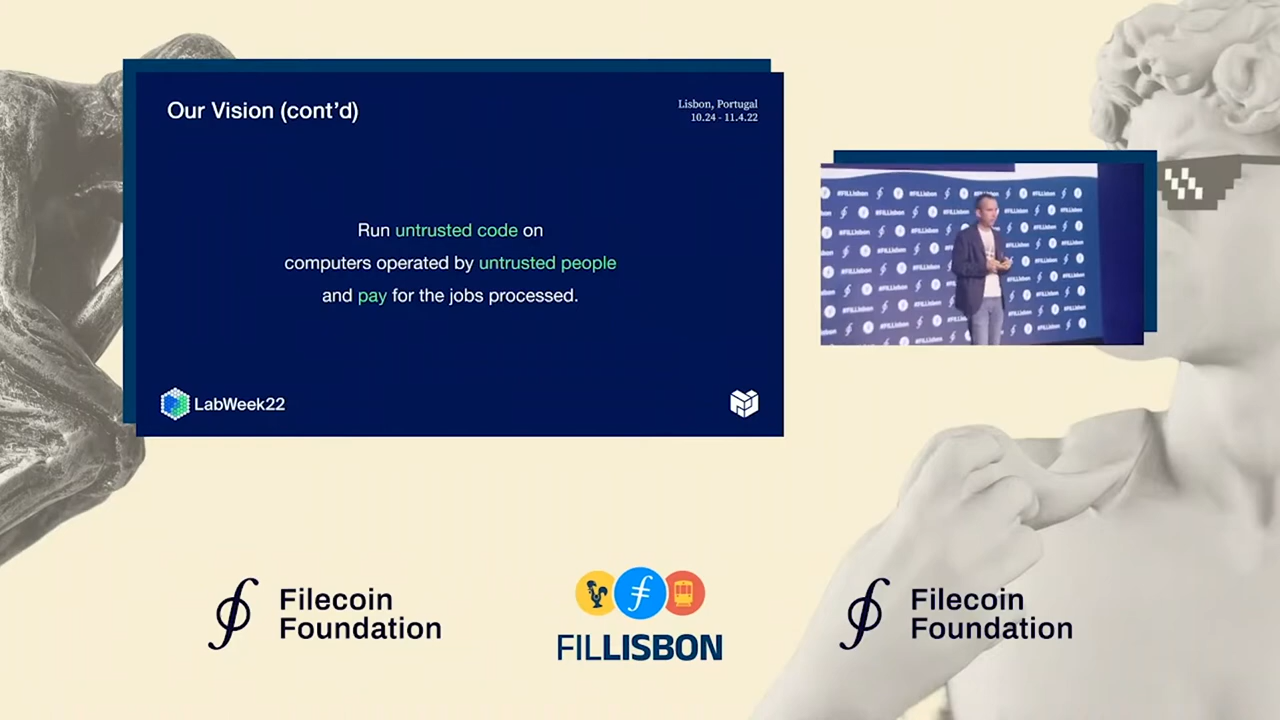 Our Vision (cont’d)
Lisbon, Portugal
10.24 - 11.4.22
Run untrusted code on
computers operated by untrusted people
and pay for the jobs processed.
LabWeek22
#FILLisbon
Filecoin
Foundation
FILLISBON
Filecoin
Foundation